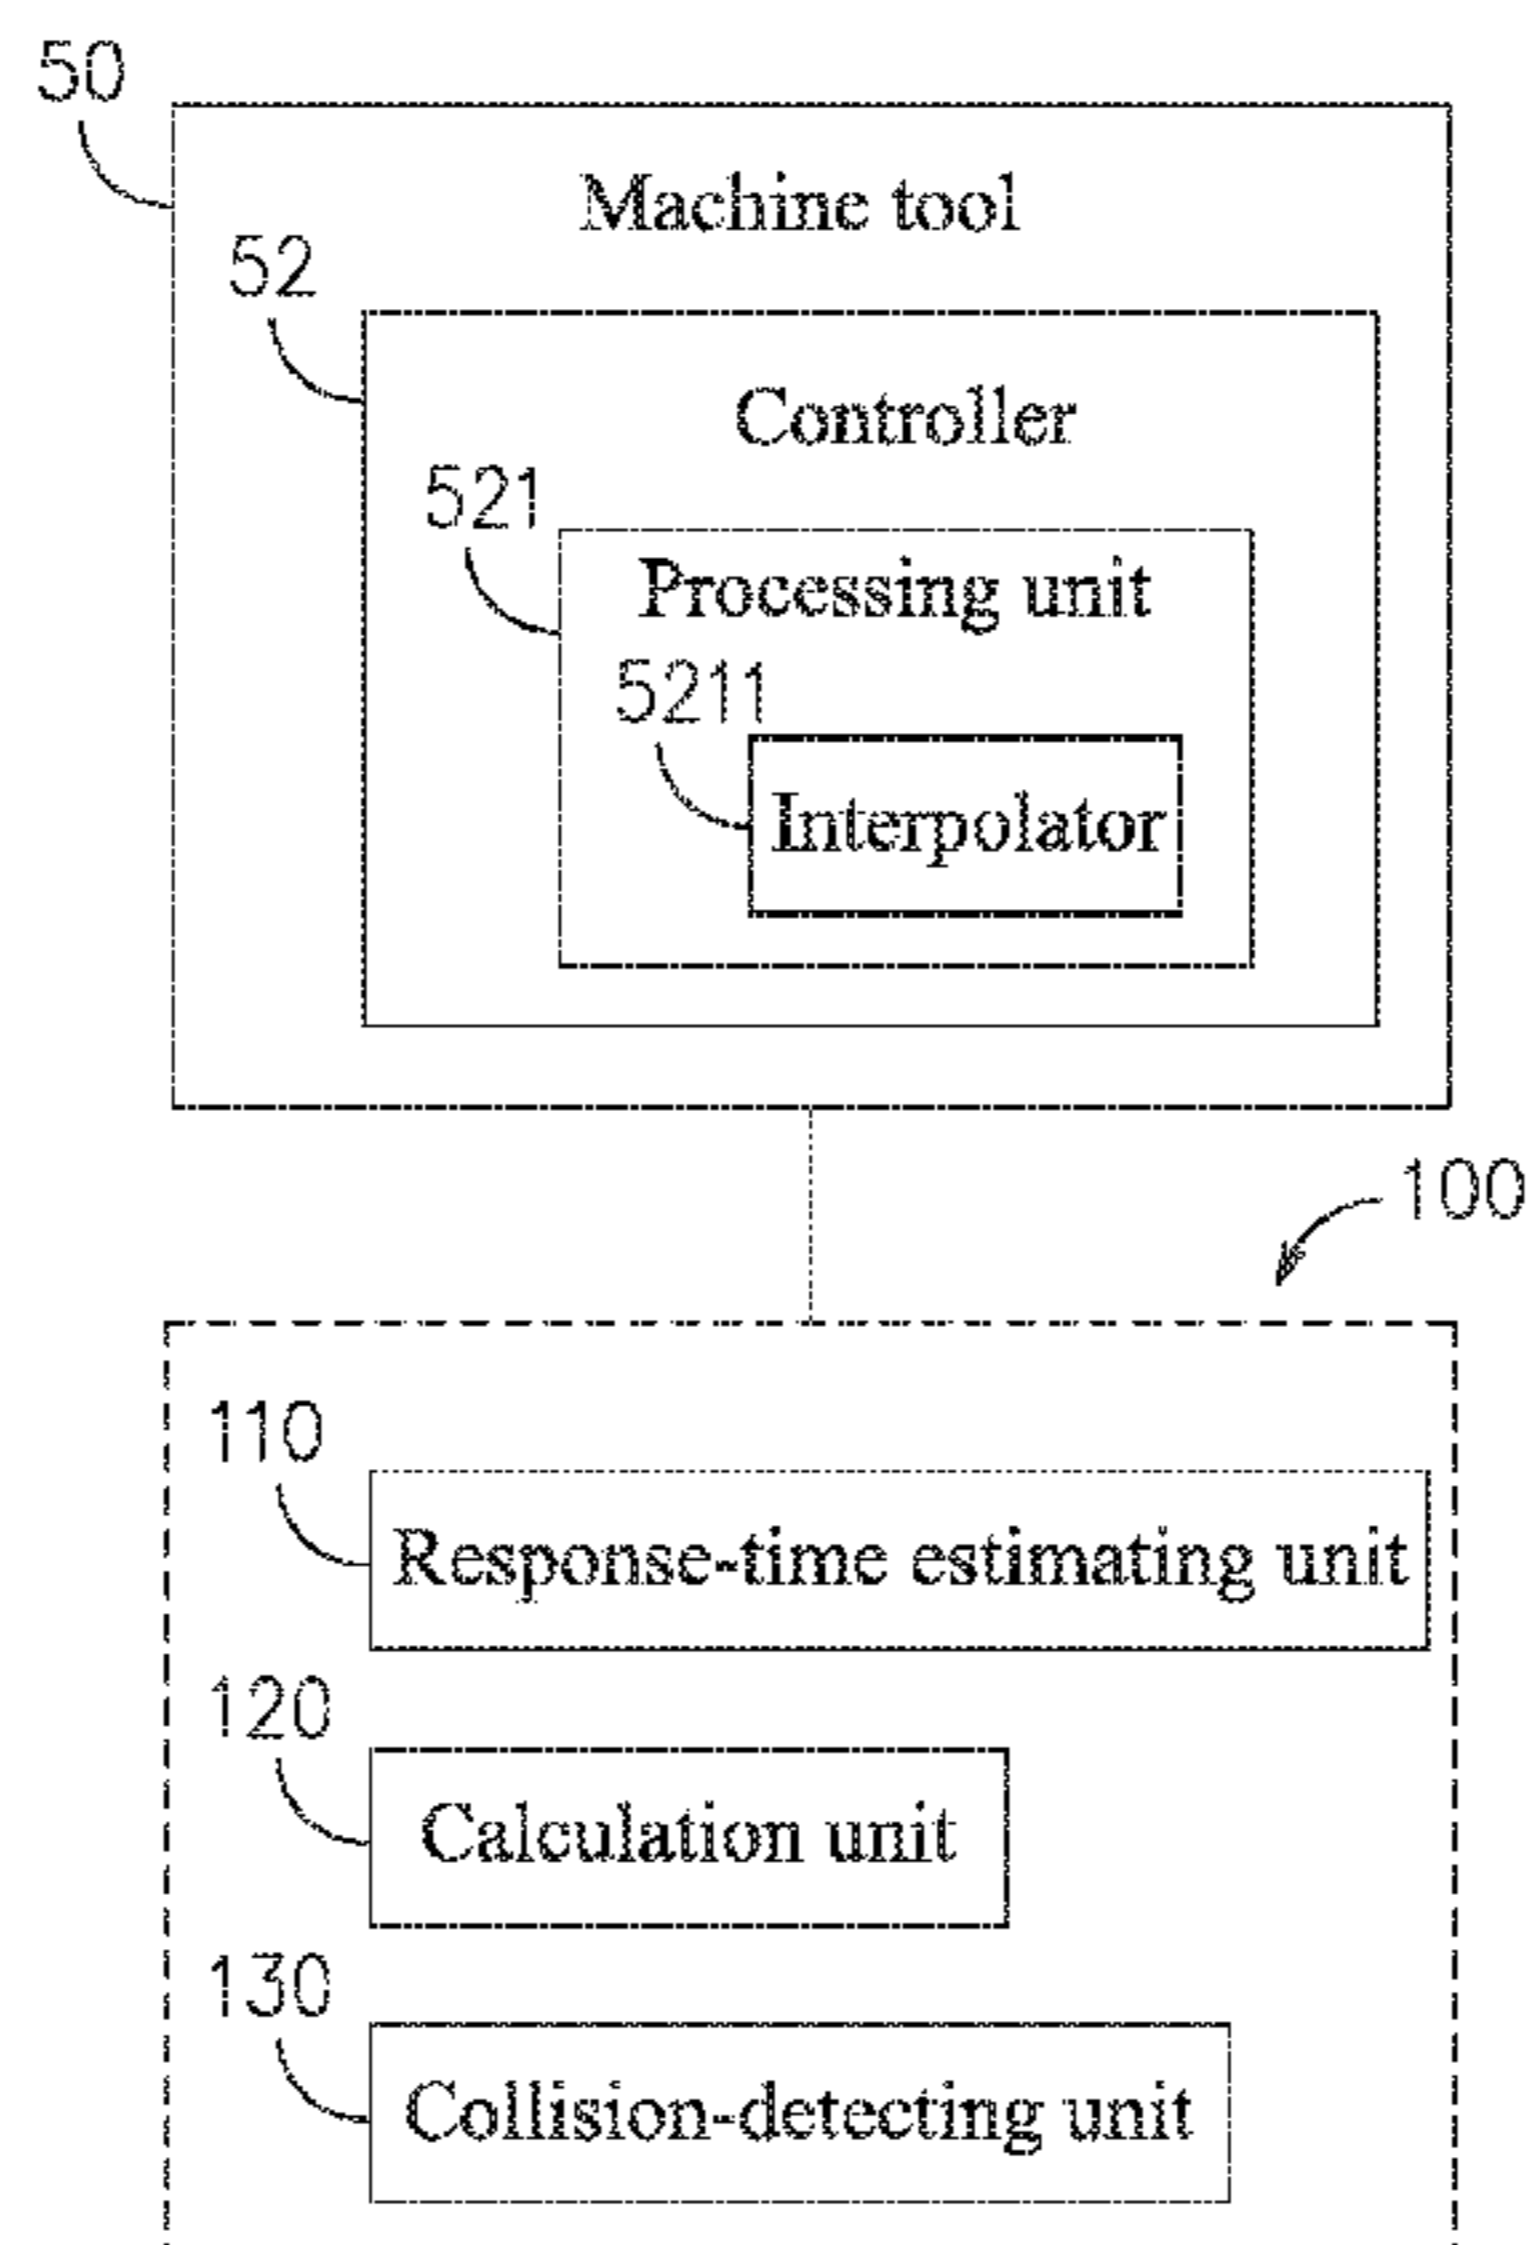 50
Machine tool
52
Controller
521
Processing unit
5211
Interpolator
100
110
Response-time estimating unit
120
Calculation unit
130
Collision-detecting unit